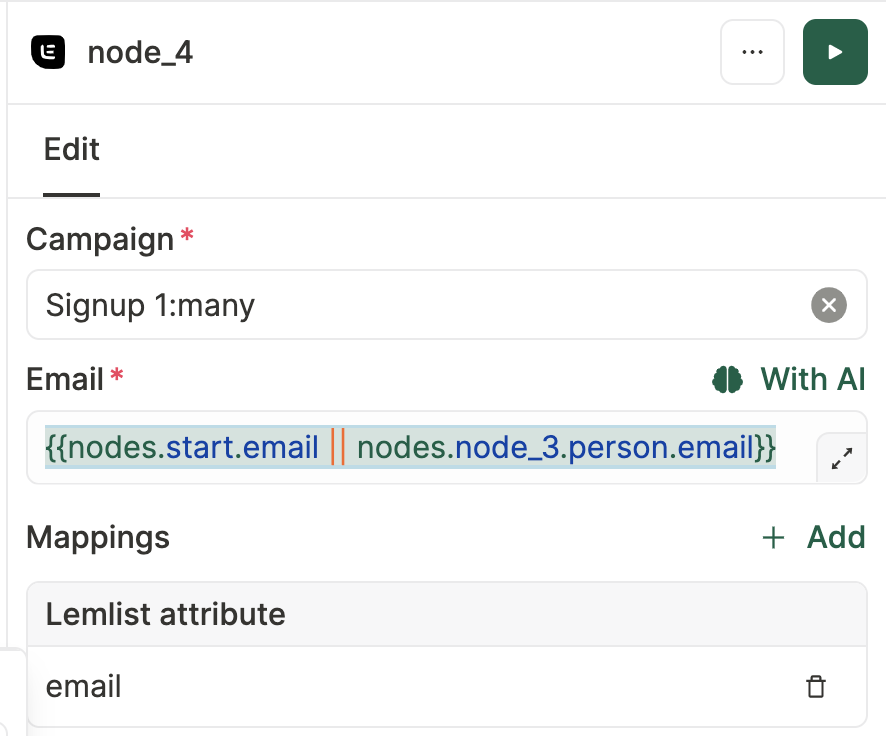 node_4
Edit
Campaign *
Signup 1:many
Email * With AI
{{nodes.start.email || nodes.node_3.person.email}}
Mappings + Add
Lemlist attribute
email